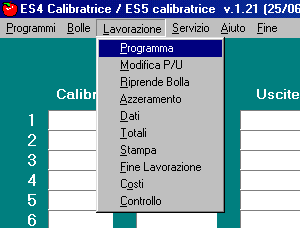 ES4 Calibratrice / ES5 calibratrice v.1.21 (25/06
Programmi Bolle Lavorazione Servizio Aiuto Fine
Programma
Modifica P/U
Riprende Bolla
Azzeramento
Dati
Totali
Stampa
Fine Lavorazione
Costi
Controllo
Calibr
Uscite
1
2
3
4
5
6